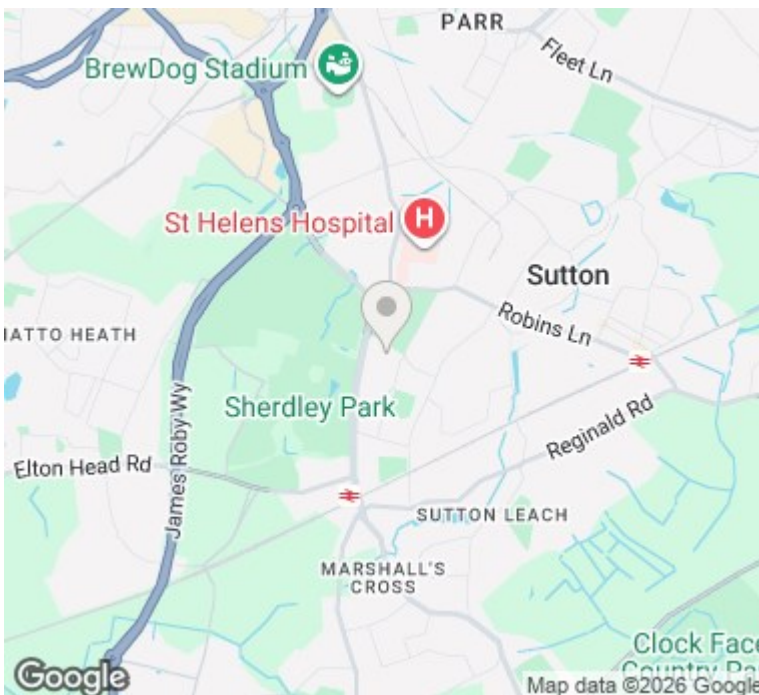 PARR
Fleet Ln
BrewDog Stadium
St Helens Hospital
H
Sutton
Robins Ln
HEATH
Sherdley Park
Reginald Rd
Elton Head Rd
James Roby Wy
SUTTON LEACH
MARSHALL'S
CROSS
Clock Face
Country
Google
Map data ©2026 Google